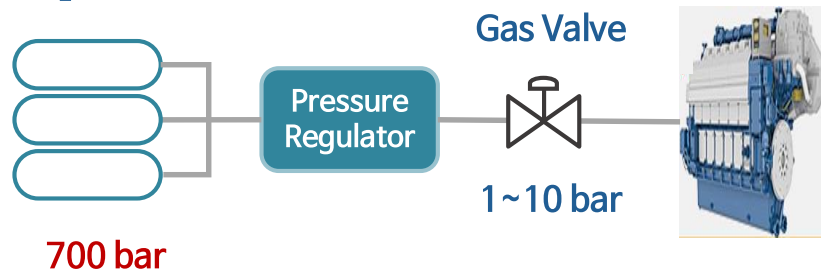 Gas Valve
Pressure
Regulator
1~10 bar
700 bar